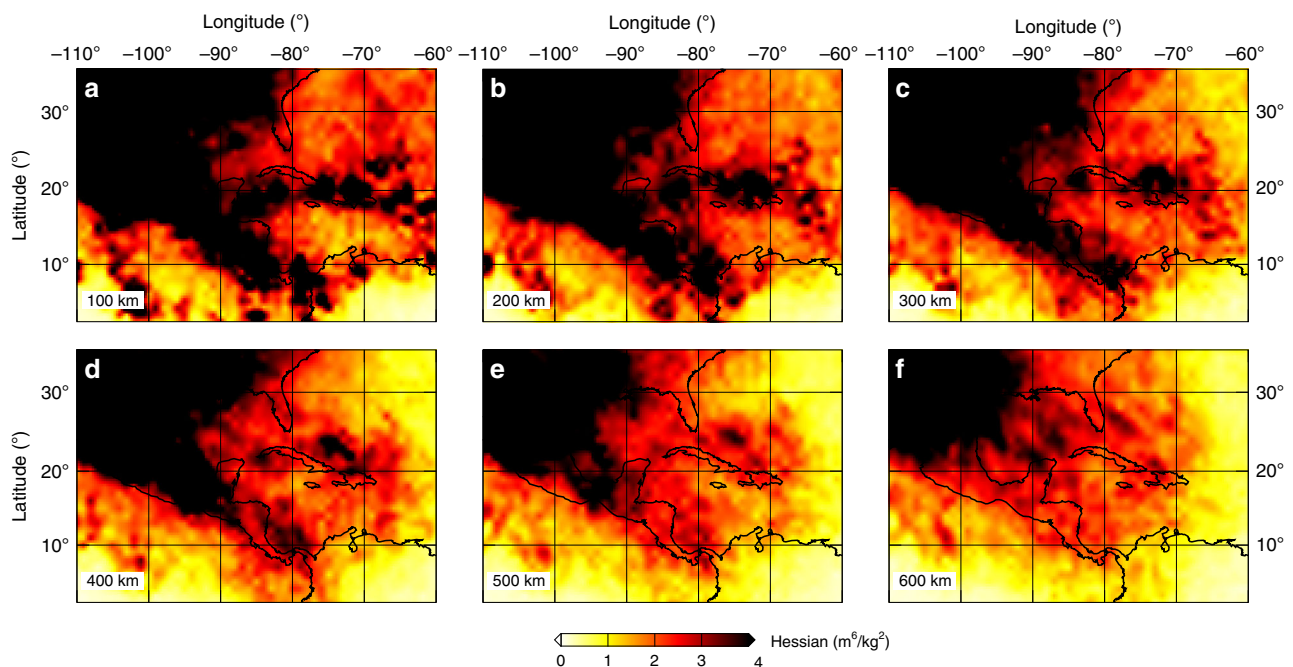 Longitude (°)
Longitude (°)
Longitude (°)
–110° –100° –90° –80° –70° –60°
–110° –100° –90° –80° –70° –60°
–110° –100° –90° –80° –70° –60°
a
b
c
30°
30°
Latitude (°)
20°
20°
10°
10°
100 km
200 km
300 km
d
e
f
30°
30°
Latitude (°)
20°
20°
10°
10°
400 km
500 km
600 km
Hessian (m⁶/kg²)
0 1 2 3 4